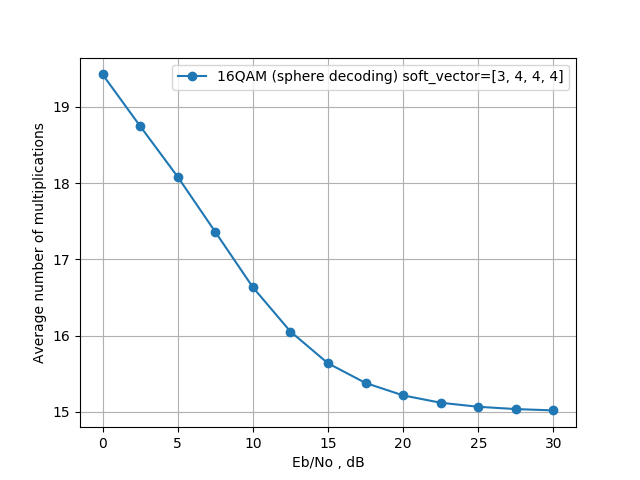 16QAM (sphere decoding) soft_vector=[3, 4, 4, 4]
Average number of multiplications
19
18
17
16
15
0 5 10 15 20 25 30
Eb/No , dB